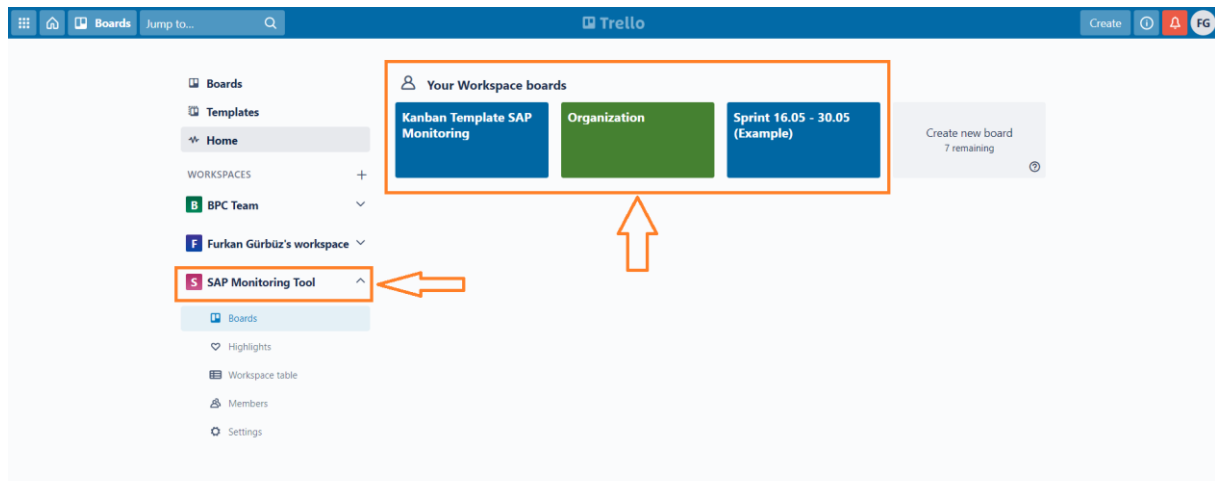 Boards Jump to... Trello Create FG
Boards
Templates
Home
WORKSPACES
B BPC Team
F Furkan Gürbüz's workspace
S SAP Monitoring Tool
Boards
Highlights
Workspace table
Members
Settings
Your Workspace boards
Kanban Template SAP
Monitoring
Organization
Sprint 16.05 - 30.05
(Example)
Create new board
7 remaining